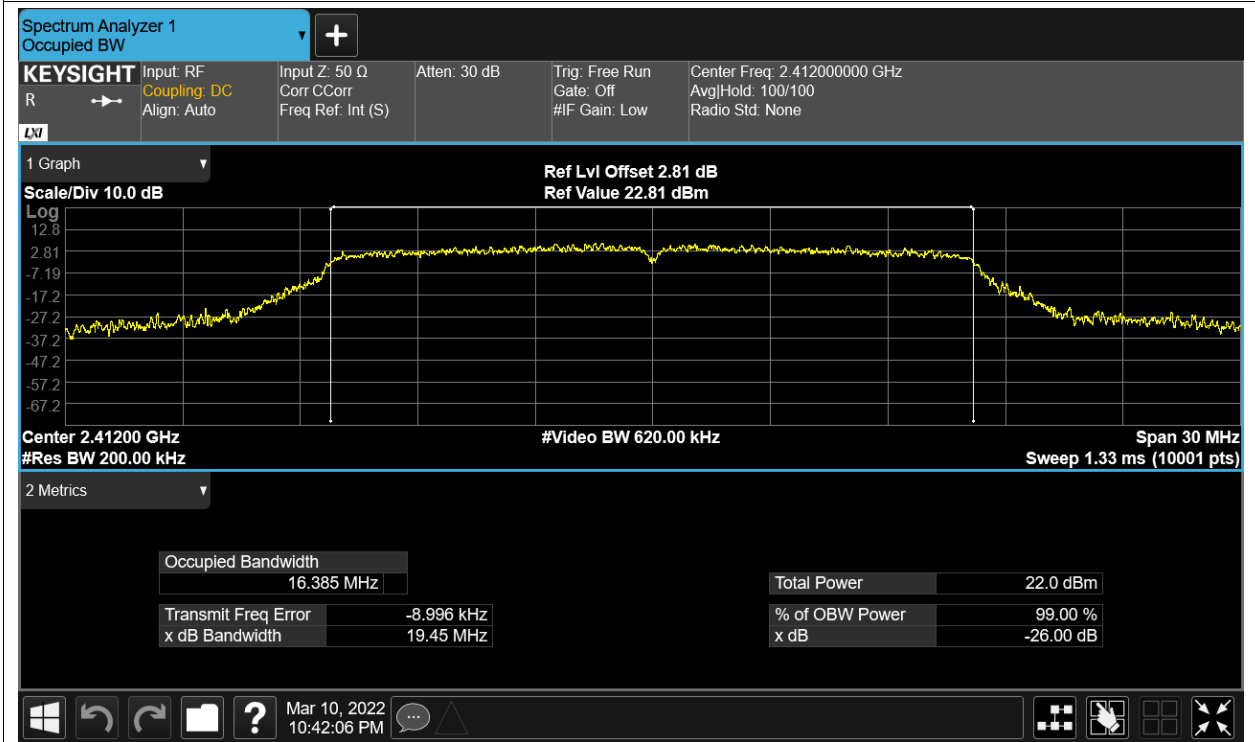 Spectrum Analyzer 1
Occupied BW
+
KEYSIGHT Input: RF Input Z: 50 Ω Atten: 30 dB Trig: Free Run Center Freq: 2.412000000 GHz
R Coupling: DC Corr CCorr Gate: Off Avg|Hold: 100/100
Align: Auto Freq Ref: Int (S) #IF Gain: Low Radio Std: None
LXI
1 Graph
Ref Lvl Offset 2.81 dB
Scale/Div 10.0 dB Ref Value 22.81 dBm
Log
12.8
2.81
-7.19
-17.2
-27.2
-37.2
-47.2
-57.2
-67.2
Center 2.41200 GHz #Video BW 620.00 kHz Span 30 MHz
#Res BW 200.00 kHz Sweep 1.33 ms (10001 pts)
2 Metrics
Occupied Bandwidth
16.385 MHz Total Power 22.0 dBm
Transmit Freq Error -8.996 kHz % of OBW Power 99.00 %
x dB Bandwidth 19.45 MHz x dB -26.00 dB
? Mar 10, 2022
10:42:06 PM